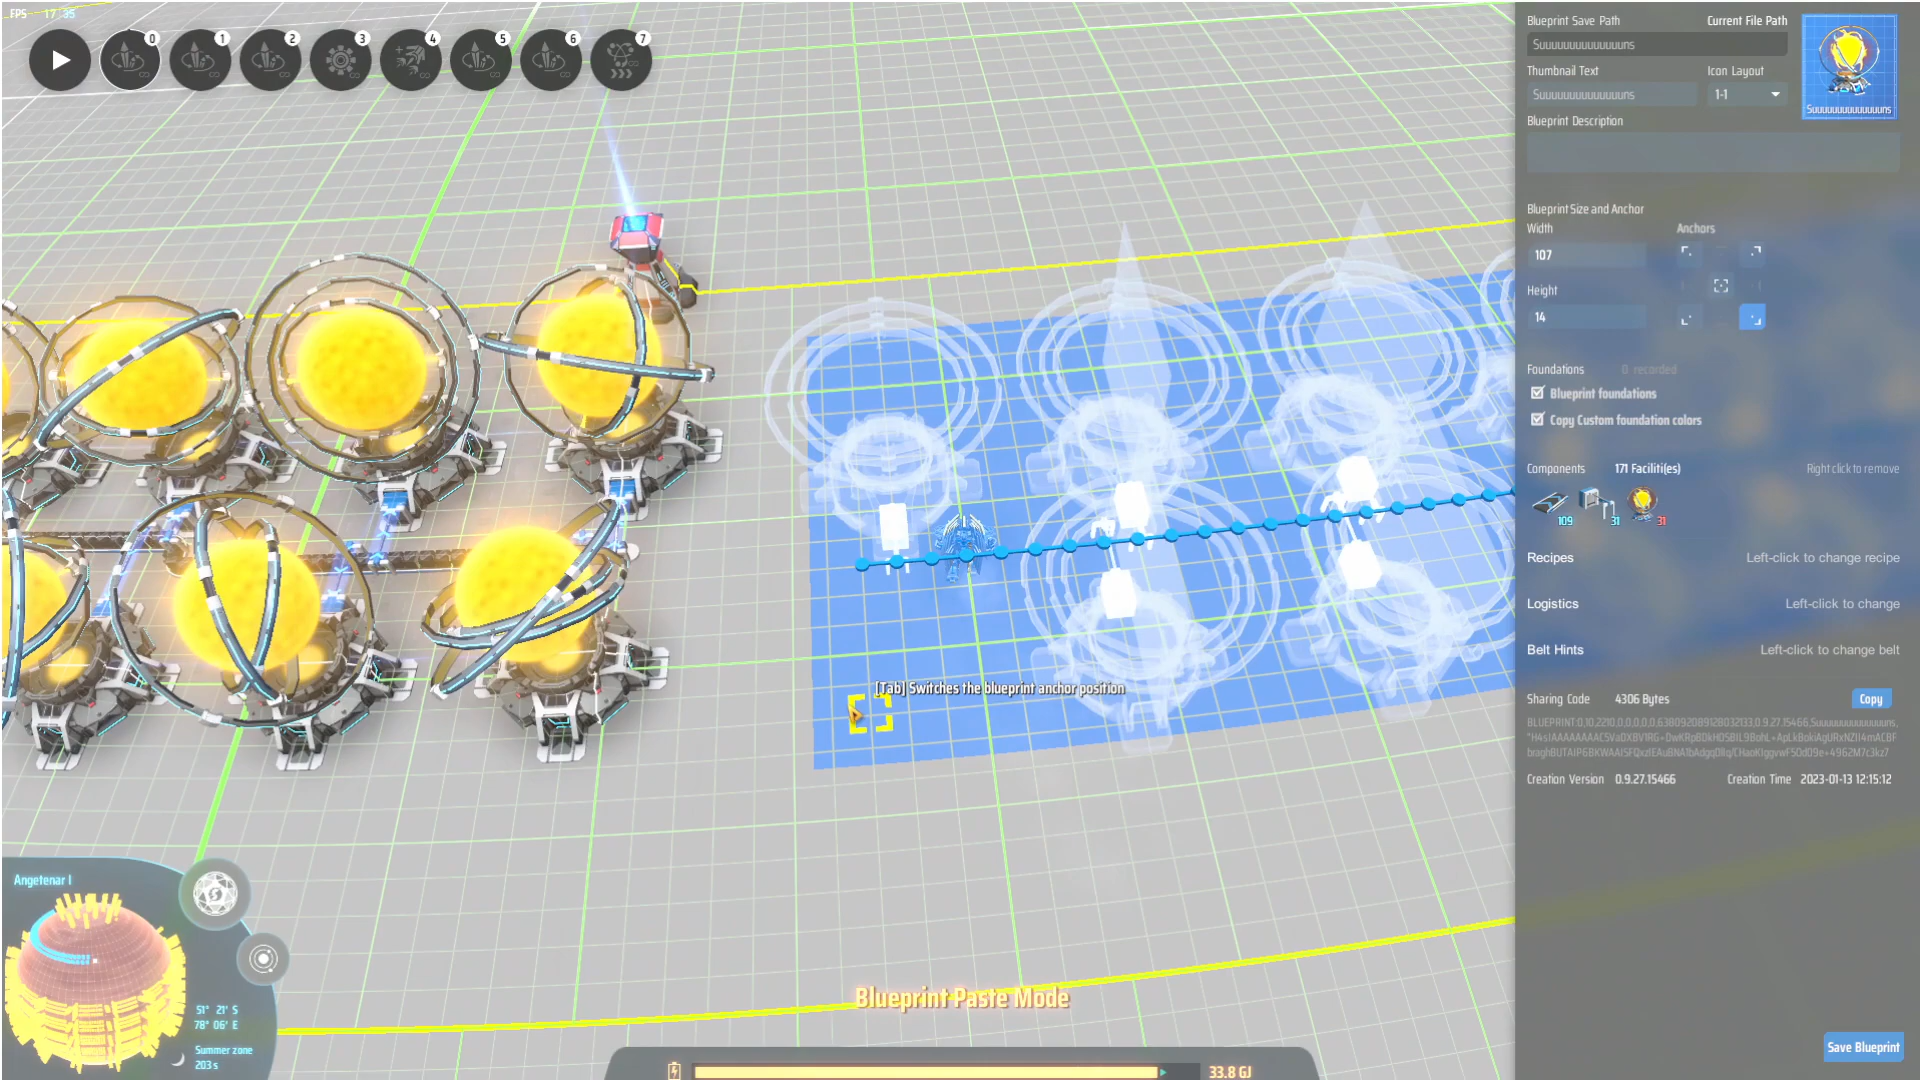 FPS 17 35
0 1 2 3 4 5 6 7
Blueprint Save Path Current File Path
Suuuuuuuuuuuuuuns
Thumbnail Text Icon Layout
Suuuuuuuuuuuuuuns 1-1
Suuuuuuuuuuuuuuns
Blueprint Description
Blueprint Size and Anchor
Width Anchors
107
Height
14
Foundations 0 recorded
Blueprint foundations
Copy Custom foundation colors
Components 171 Faciliti(es) Right click to remove
109 31 31
Recipes Left-click to change recipe
Logistics Left-click to change
Belt Hints Left-click to change belt
Sharing Code 4306 Bytes Copy
Creation Version 0.9.27.15466 Creation Time 2023-01-13 12:15:12
[Tab] Switches the blueprint anchor position
Angetenar I
51° 21' S
78° 06' E
Summer zone
203 s
Blueprint Paste Mode
33.8 GJ
Save Blueprint